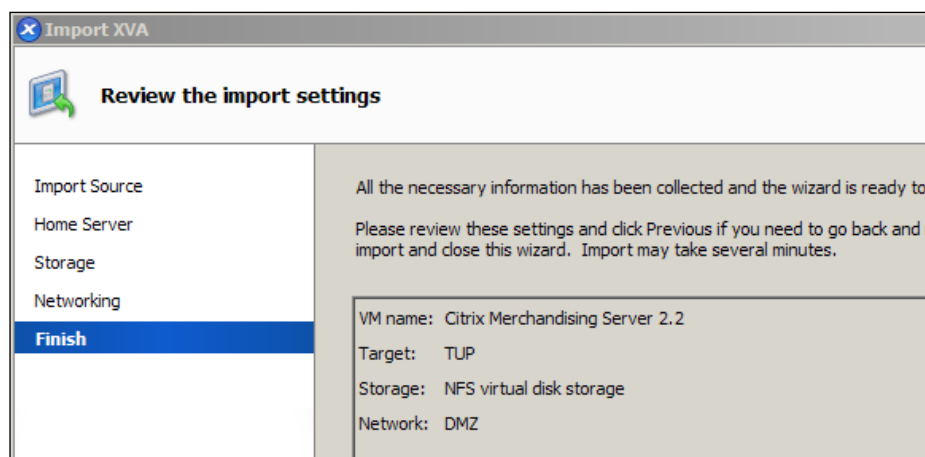 Import XVA
Review the import settings
Import Source
Home Server
Storage
Networking
Finish
All the necessary information has been collected and the wizard is ready to
Please review these settings and click Previous if you need to go back and
import and close this wizard. Import may take several minutes.
VM name: Citrix Merchandising Server 2.2
Target: TUP
Storage: NFS virtual disk storage
Network: DMZ